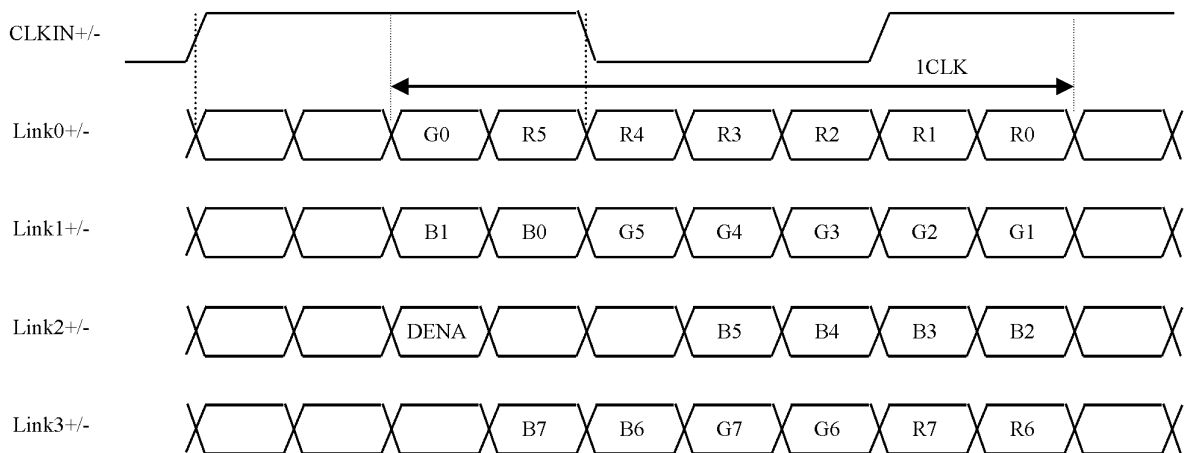 CLKIN+/-
1CLK
Link0+/- G0 R5 R4 R3 R2 R1 R0
Link1+/- B1 B0 G5 G4 G3 G2 G1
Link2+/- DENA B5 B4 B3 B2
Link3+/- B7 B6 G7 G6 R7 R6